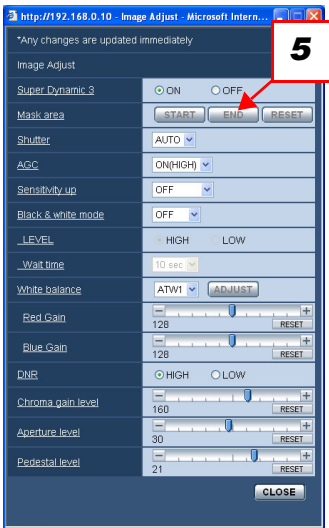 http://192.168.0.10 - Image Adjust - Microsoft Intern...
*Any changes are updated immediately
5
Image Adjust
Super Dynamic 3 ON OFF
Mask area START END RESET
Shutter AUTO
AGC ON(HIGH)
Sensitivity up OFF
Black & white mode OFF
LEVEL HIGH LOW
Wait time 10 sec
White balance ATW1 ADJUST
Red Gain - +
128 RESET
Blue Gain - +
128 RESET
DNR HIGH LOW
Chroma gain level - +
160 RESET
Aperture level - +
30 RESET
Pedestal level - +
21 RESET
CLOSE